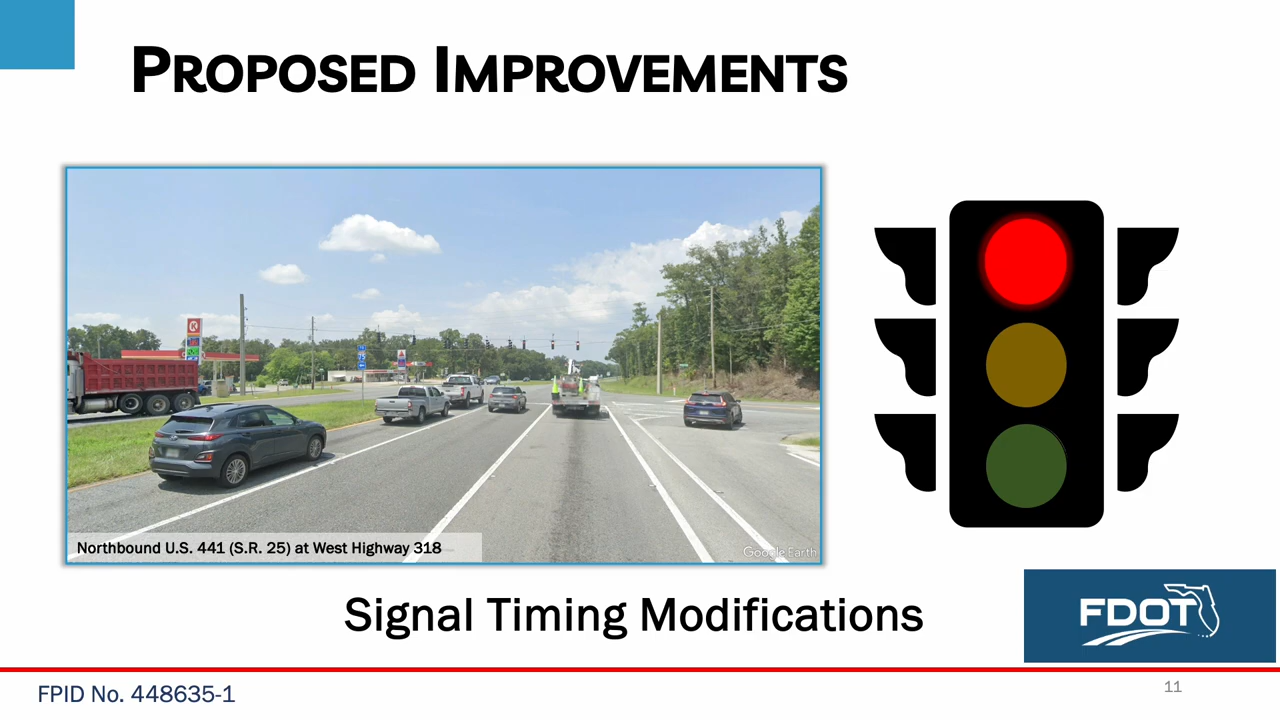 PROPOSED IMPROVEMENTS
75
Northbound U.S. 441 (S.R. 25) at West Highway 318
Google Earth
Signal Timing Modifications
FDOT
FPID No. 448635-1
11